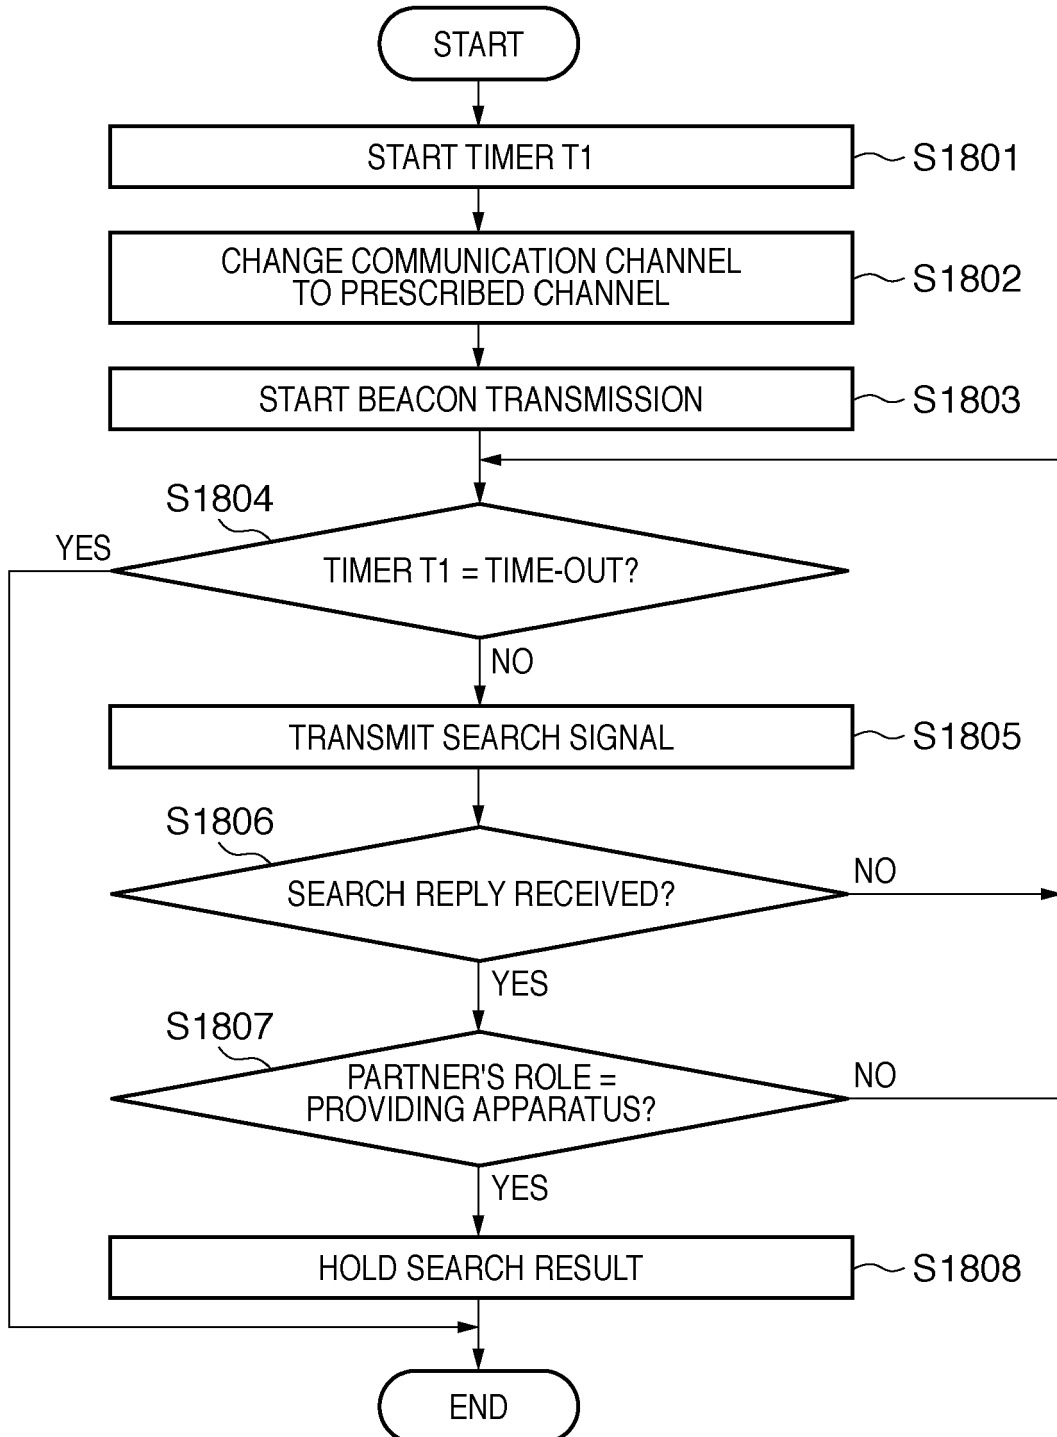 START
START TIMER T1
S1801
CHANGE COMMUNICATION CHANNEL
TO PRESCRIBED CHANNEL
S1802
START BEACON TRANSMISSION
S1803
S1804
YES
TIMER T1 = TIME-OUT?
NO
TRANSMIT SEARCH SIGNAL
S1805
S1806
SEARCH REPLY RECEIVED?
NO
YES
S1807
PARTNER'S ROLE =
PROVIDING APPARATUS?
NO
YES
HOLD SEARCH RESULT
S1808
END